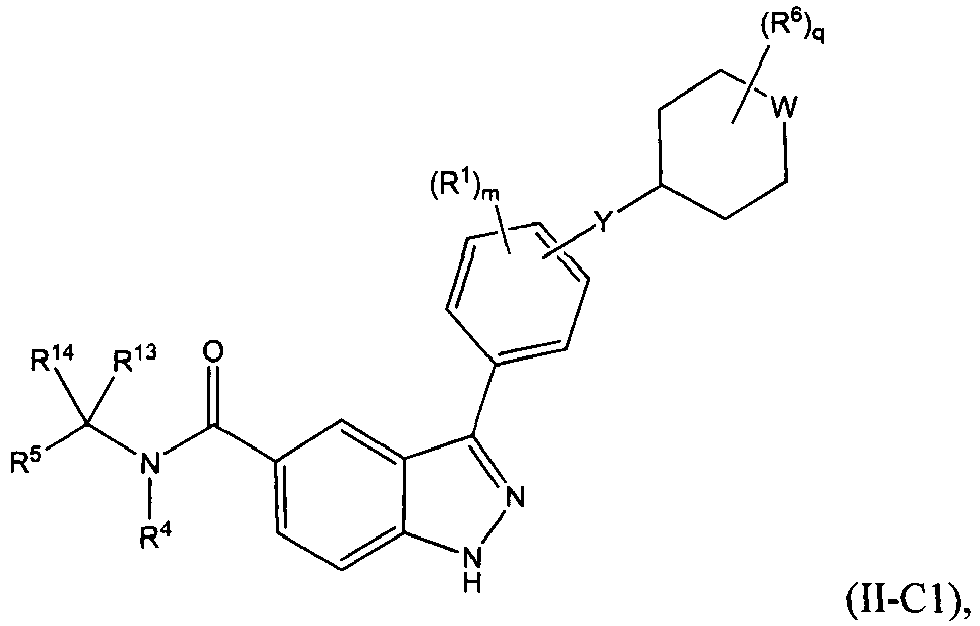 (R⁶)q
W
(R¹)m
Y
R¹⁴ R¹³ O
R⁵ N N
R⁴ N
H
(II-C1),